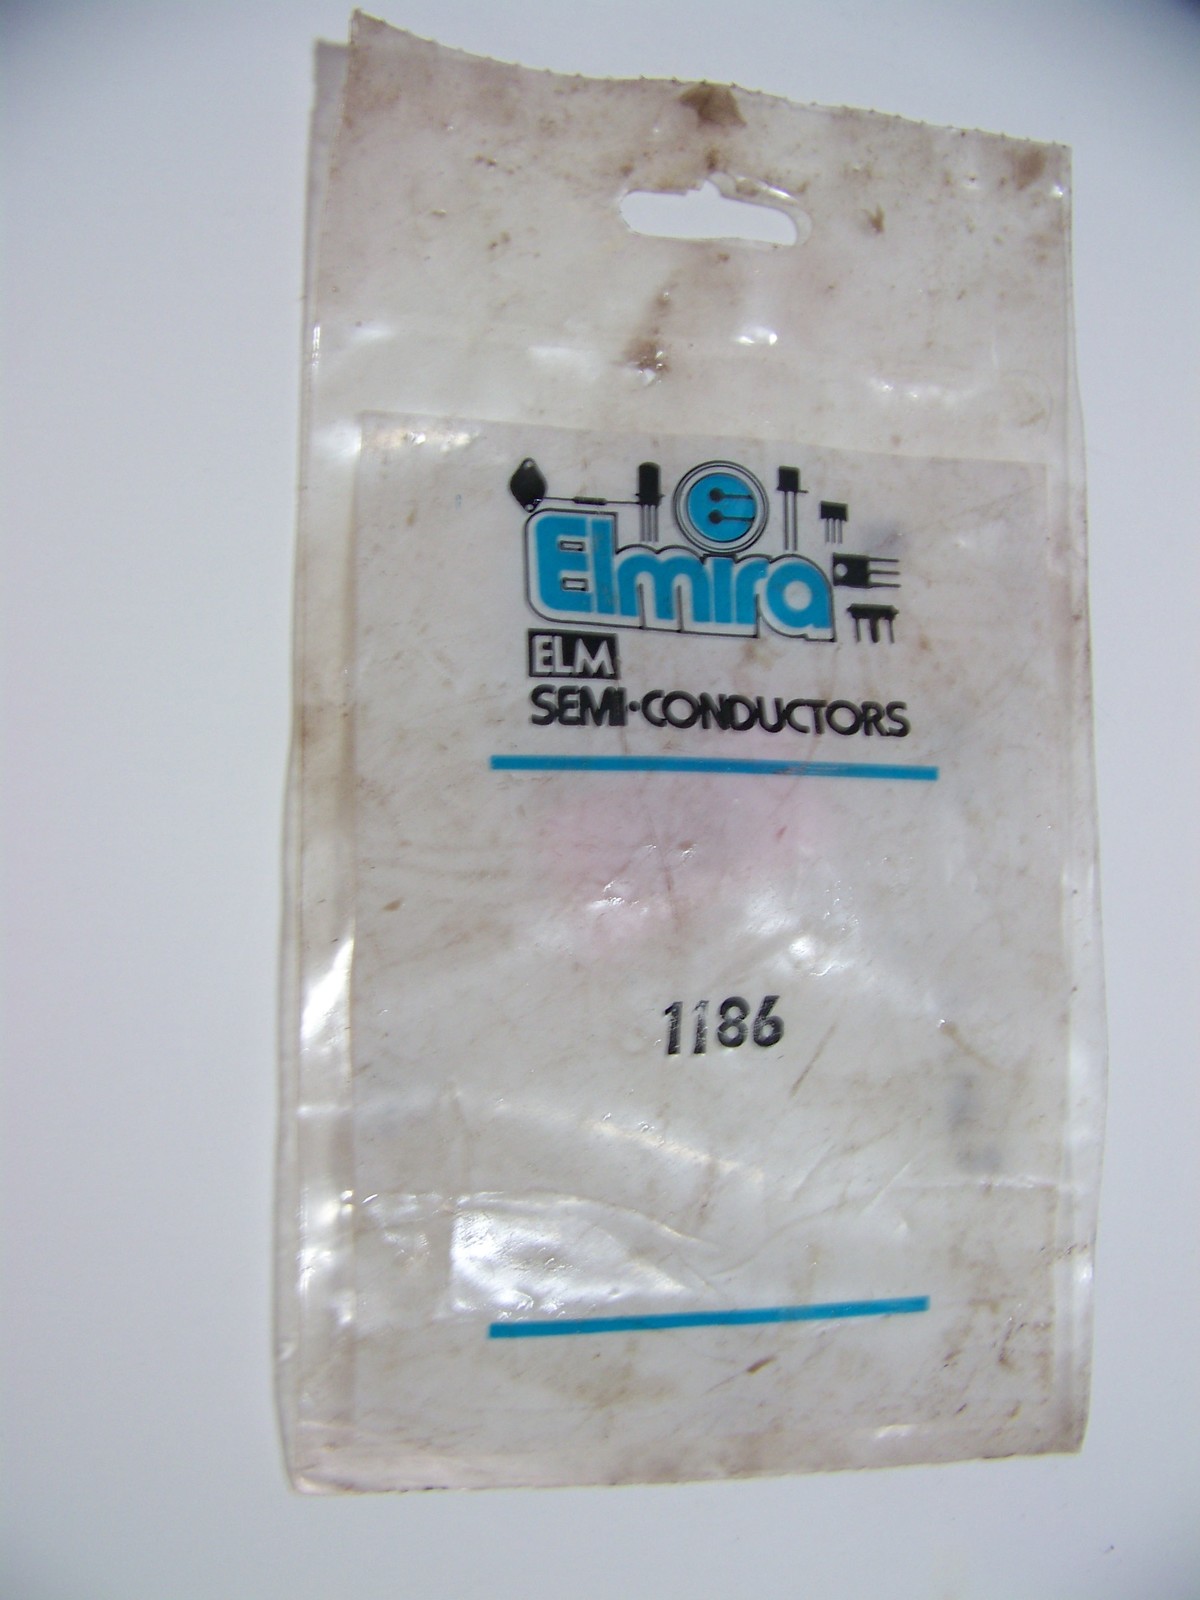 Elmira
ELM
SEMI-CONDUCTORS
1186